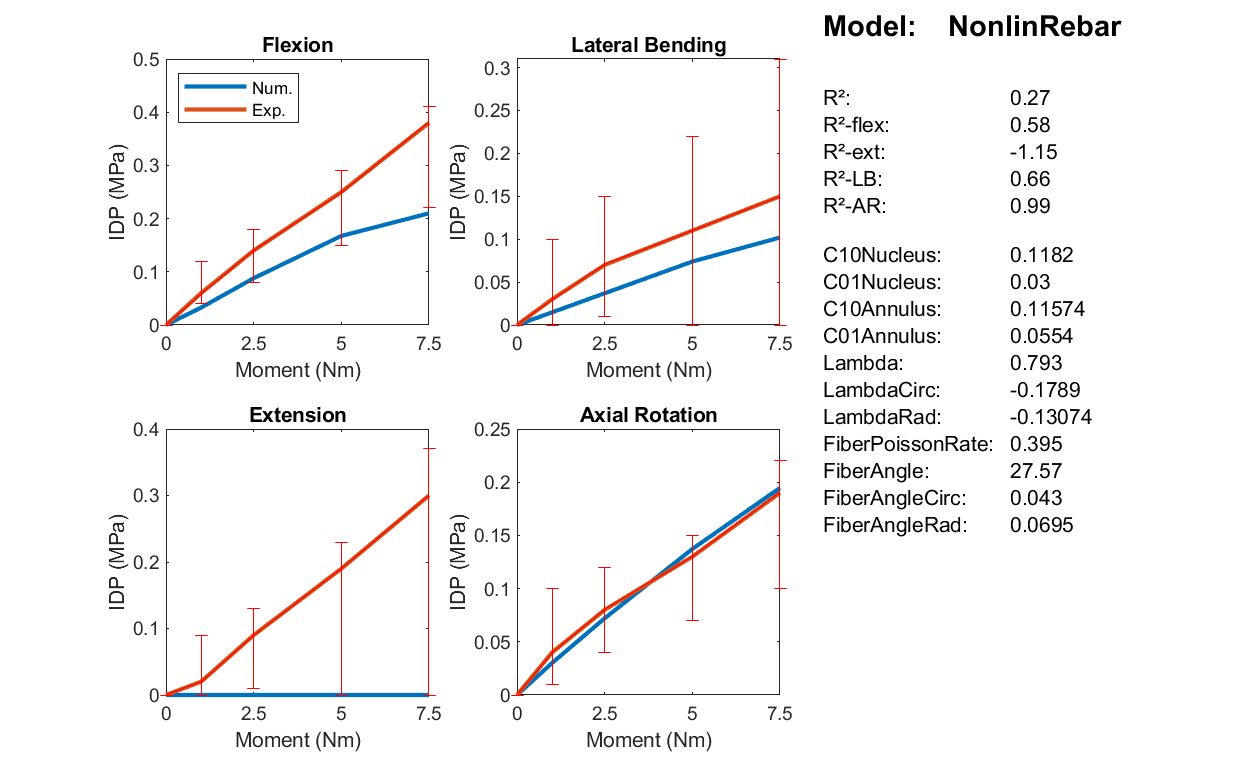 Model: NonlinRebar
Flexion
0.5
0.4
0.3
0.2
0.1
0
IDP (MPa)
Num.
Exp.
0 2.5 5 7.5
Moment (Nm)
Lateral Bending
0.3
0.25
0.2
0.15
0.1
0.05
0
IDP (MPa)
0 2.5 5 7.5
Moment (Nm)
Extension
0.4
0.3
0.2
0.1
0
IDP (MPa)
0 2.5 5 7.5
Moment (Nm)
Axial Rotation
0.25
0.2
0.15
0.1
0.05
0
IDP (MPa)
0 2.5 5 7.5
Moment (Nm)
R²: 0.27
R²-flex: 0.58
R²-ext: -1.15
R²-LB: 0.66
R²-AR: 0.99
C10Nucleus: 0.1182
C01Nucleus: 0.03
C10Annulus: 0.11574
C01Annulus: 0.0554
Lambda: 0.793
LambdaCirc: -0.1789
LambdaRad: -0.13074
FiberPoissonRate: 0.395
FiberAngle: 27.57
FiberAngleCirc: 0.043
FiberAngleRad: 0.0695